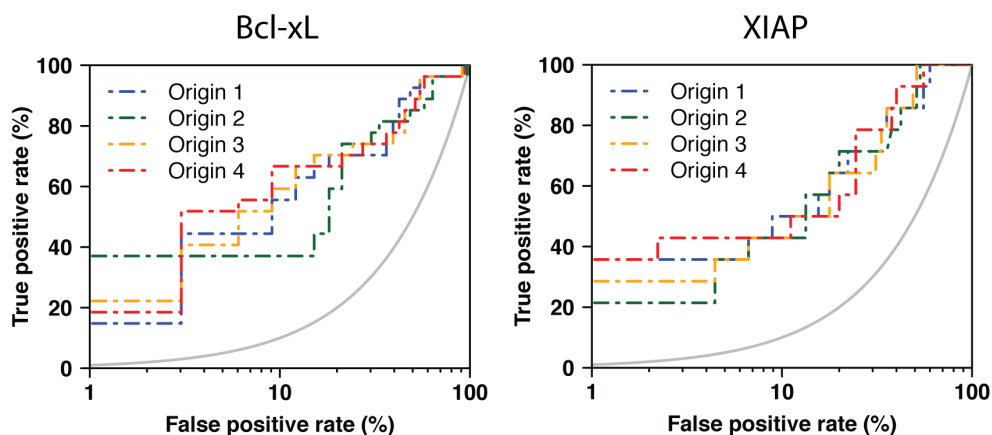 Bcl-xL
100
80
60
40
20
0
True positive rate (%)
Origin 1
Origin 2
Origin 3
Origin 4
1
10
100
False positive rate (%)
XIAP
100
80
60
40
20
0
True positive rate (%)
Origin 1
Origin 2
Origin 3
Origin 4
1
10
100
False positive rate (%)